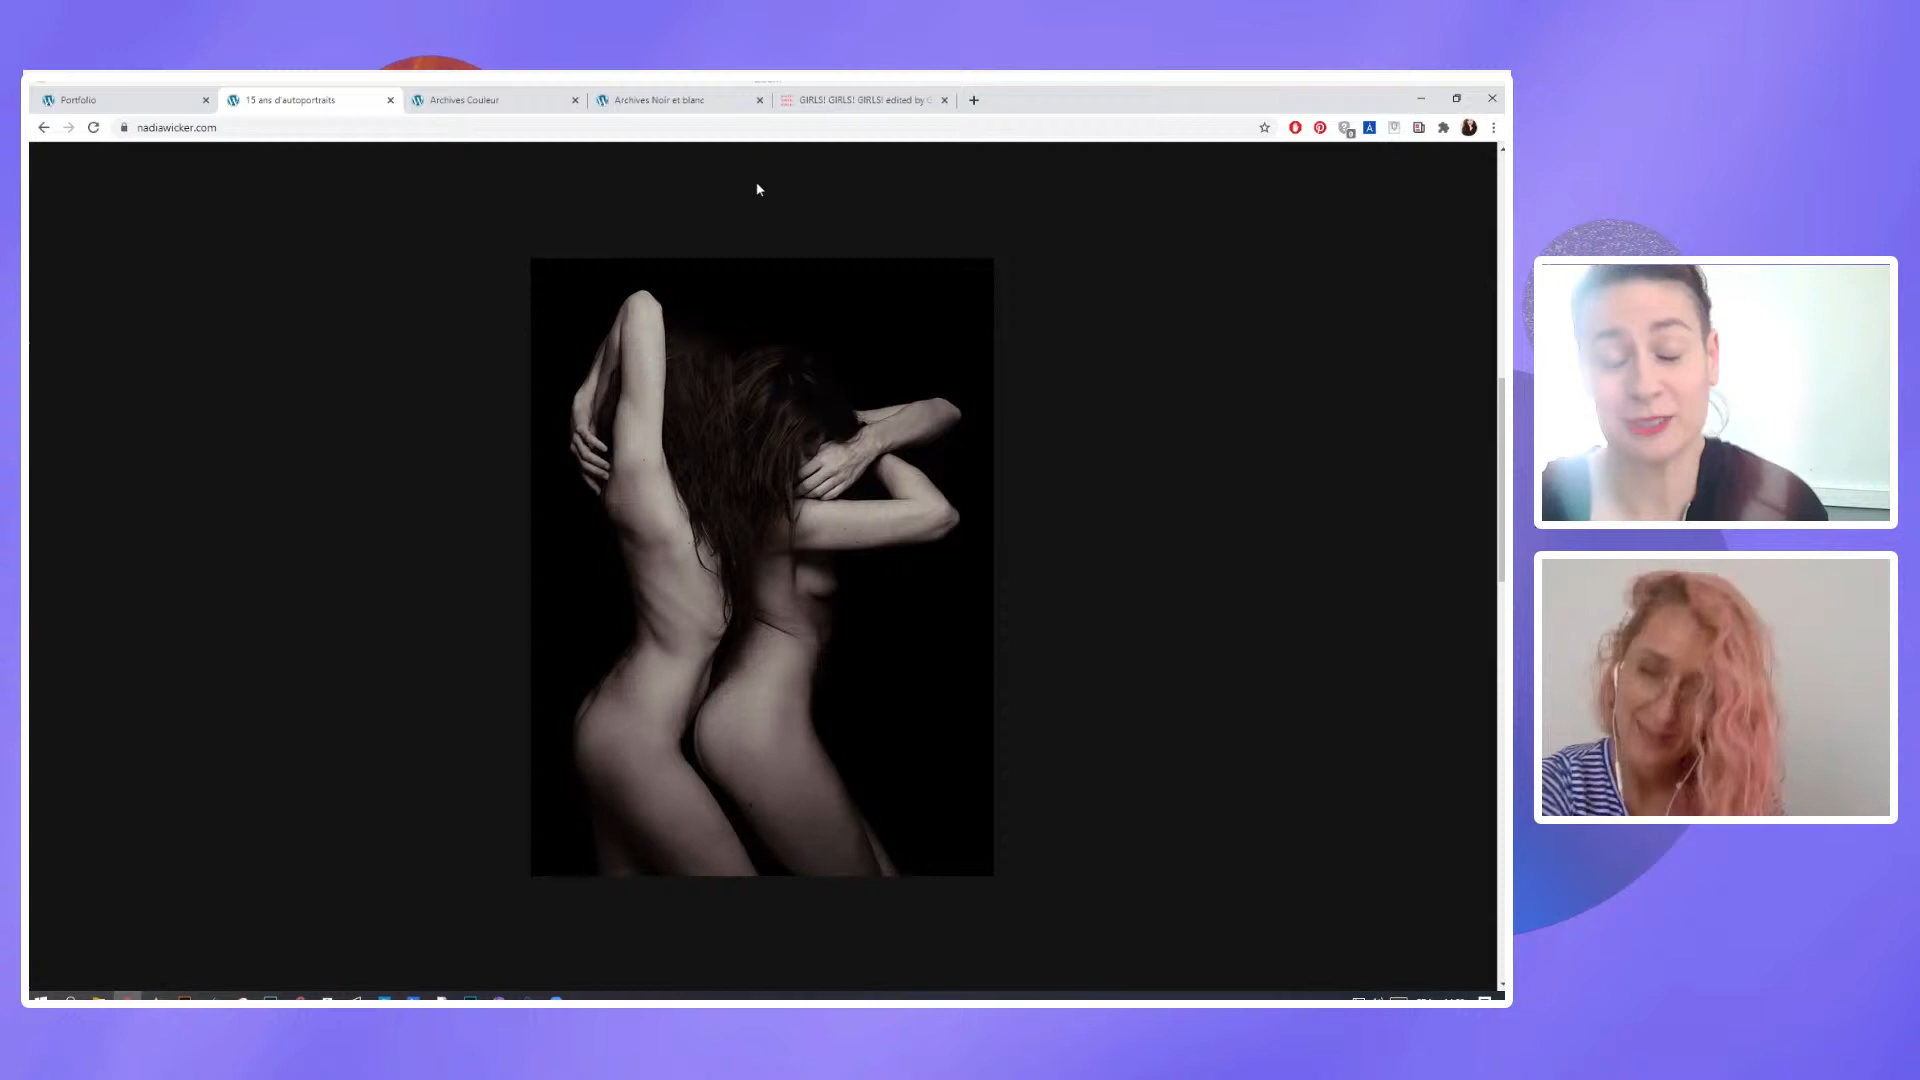 Portfolio
15 ans d'autoportraits
Archives Couleur
Archives Noir et blanc
GIRLS! GIRLS! GIRLS! edited by
nadiawicker.com